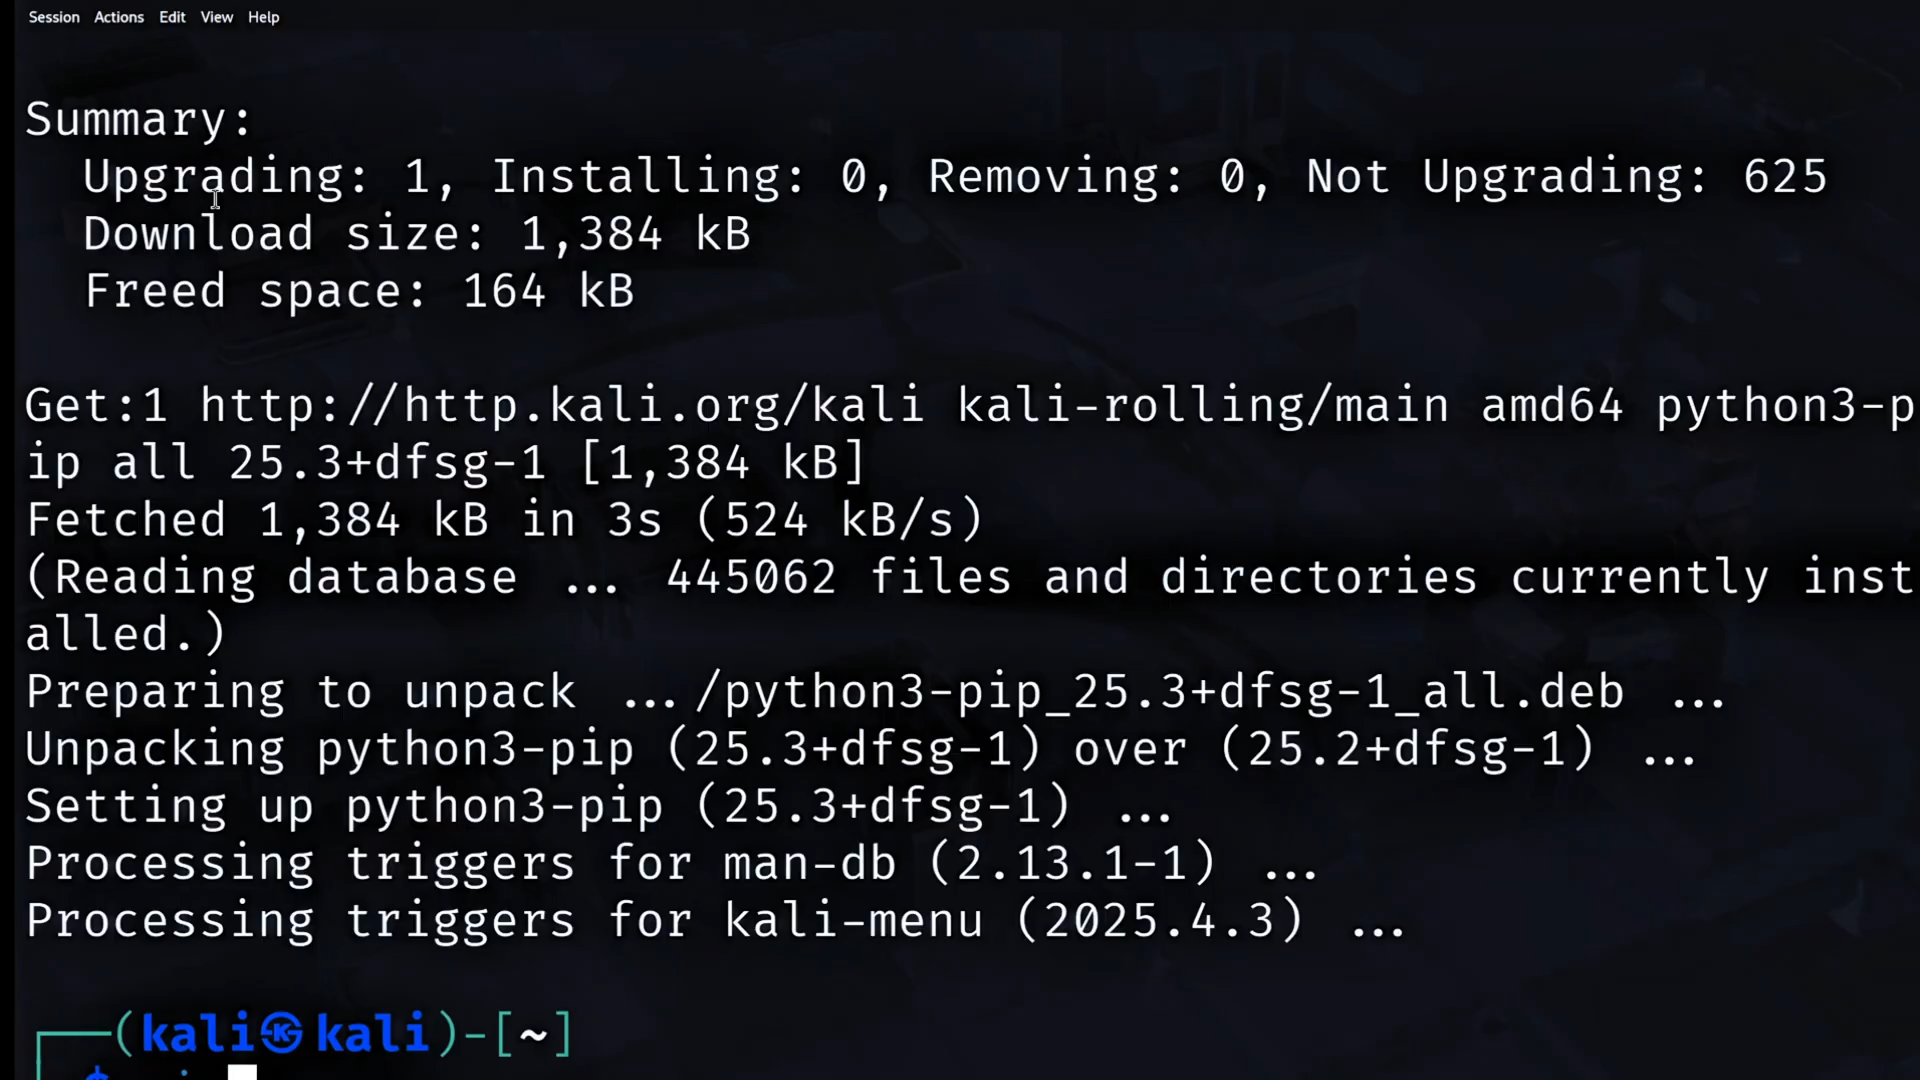 Session Actions Edit View Help
Summary:
Upgrading: 1, Installing: 0, Removing: 0, Not Upgrading: 625
Download size: 1,384 kB
Freed space: 164 kB
Get:1 http://http.kali.org/kali kali-rolling/main amd64 python3-p
ip all 25.3+dfsg-1 [1,384 kB]
Fetched 1,384 kB in 3s (524 kB/s)
(Reading database ... 445062 files and directories currently inst
alled.)
Preparing to unpack .../python3-pip_25.3+dfsg-1_all.deb ...
Unpacking python3-pip (25.3+dfsg-1) over (25.2+dfsg-1) ...
Setting up python3-pip (25.3+dfsg-1) ...
Processing triggers for man-db (2.13.1-1) ...
Processing triggers for kali-menu (2025.4.3) ...
┌──(kali㉿kali)-[~]
$